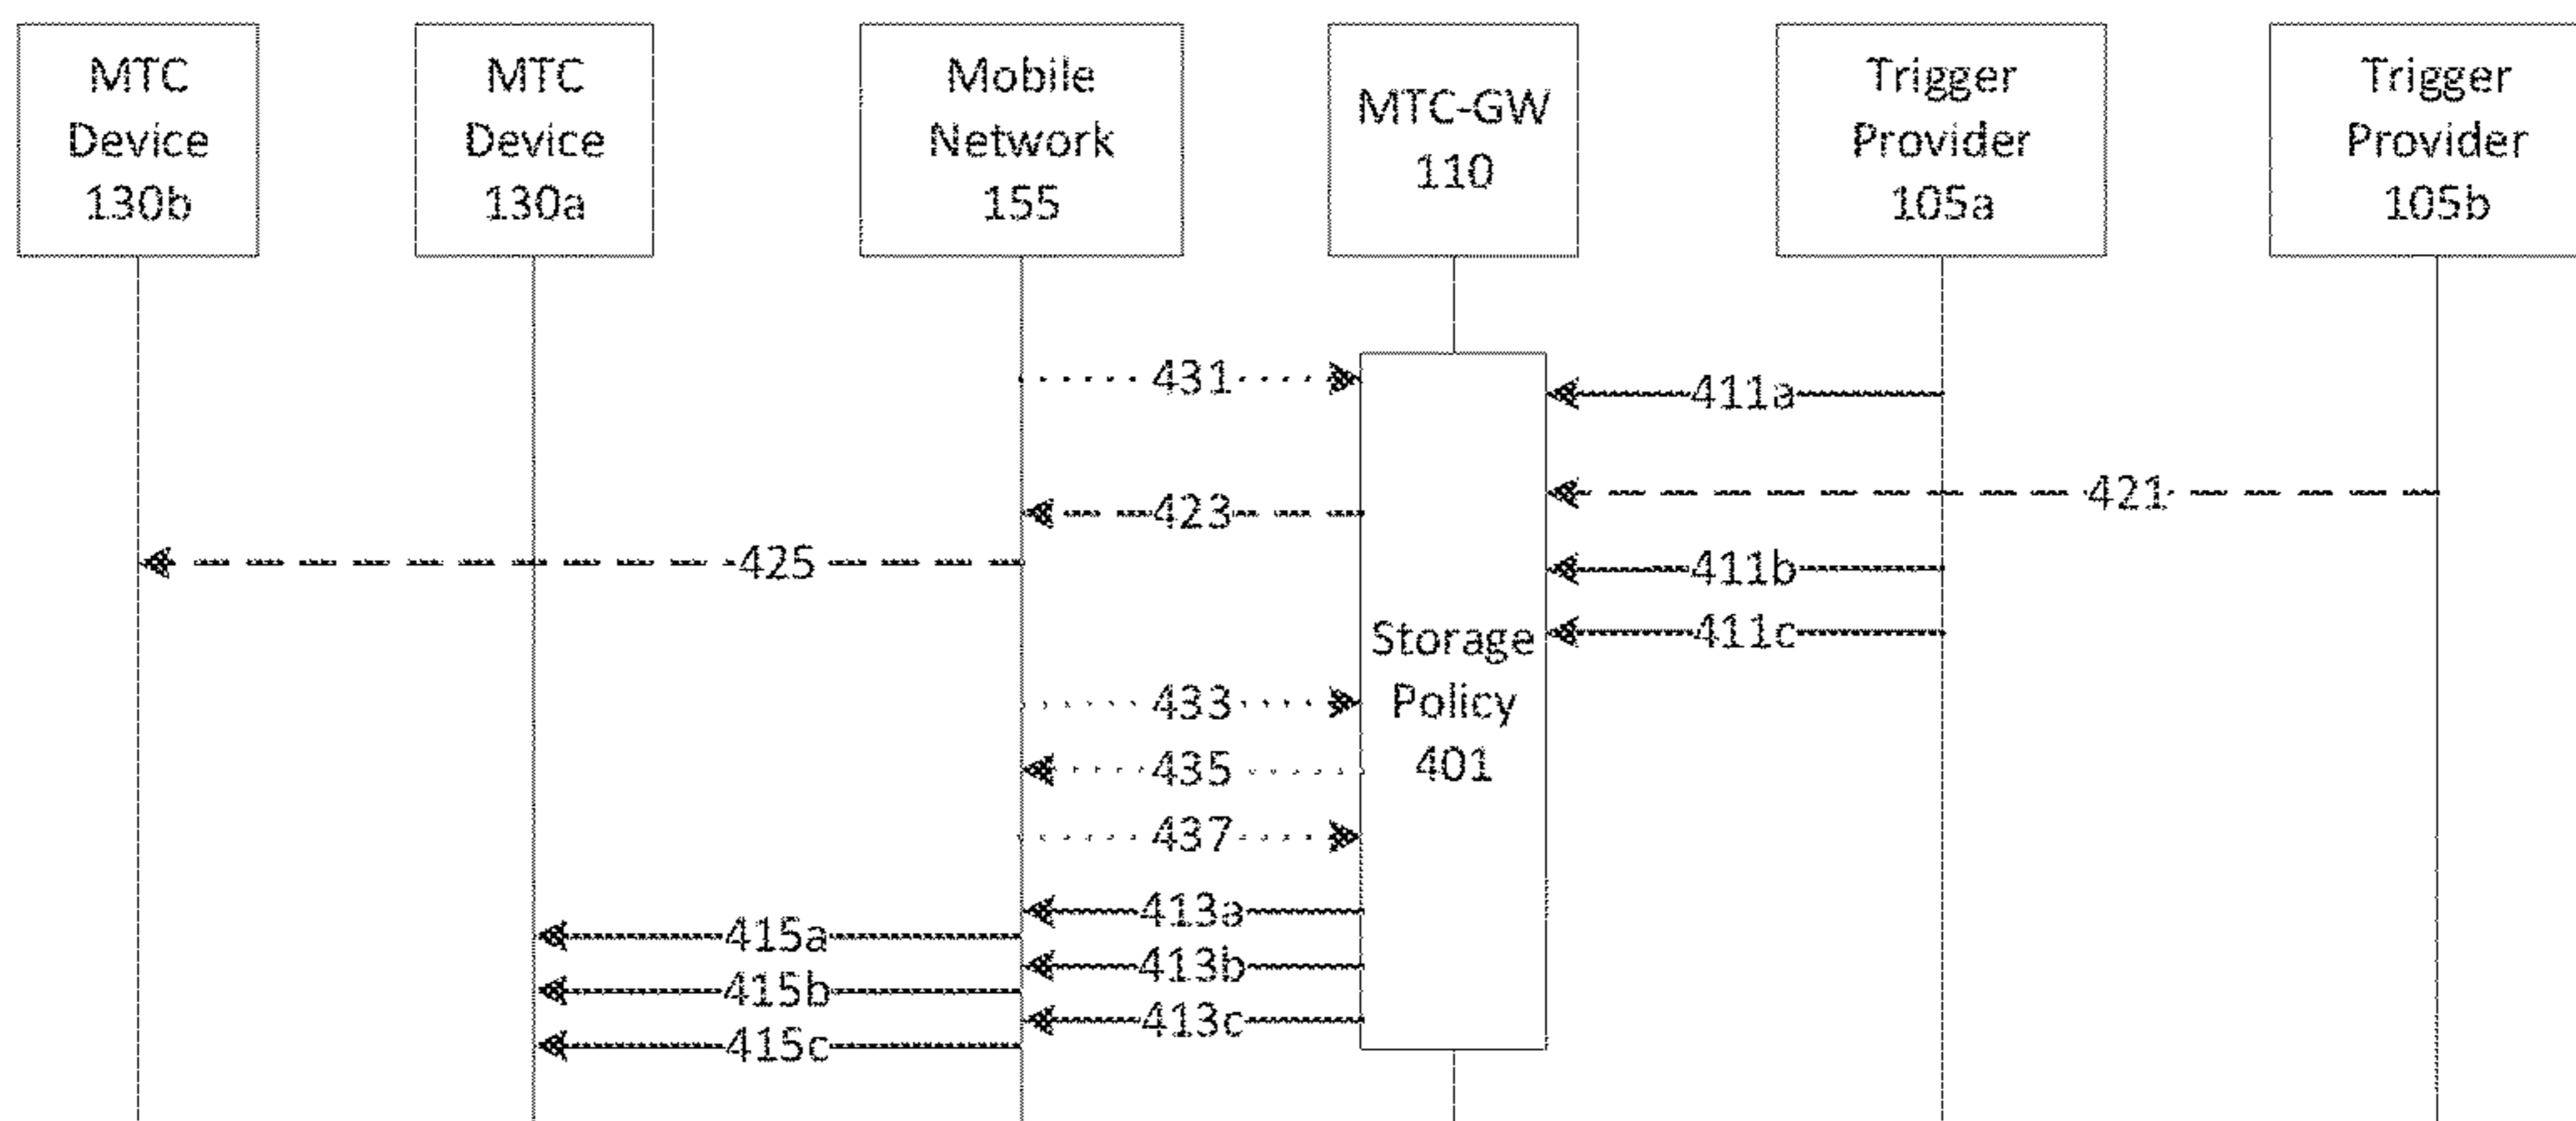 MTC
Device
130b
MTC
Device
130a
Mobile
Network
155
MTC-GW
110
Trigger
Provider
105a
Trigger
Provider
105b
431
411a
421
423
425
411b
411c
Storage
Policy
401
433
435
437
413a
415a
413b
415b
413c
415c